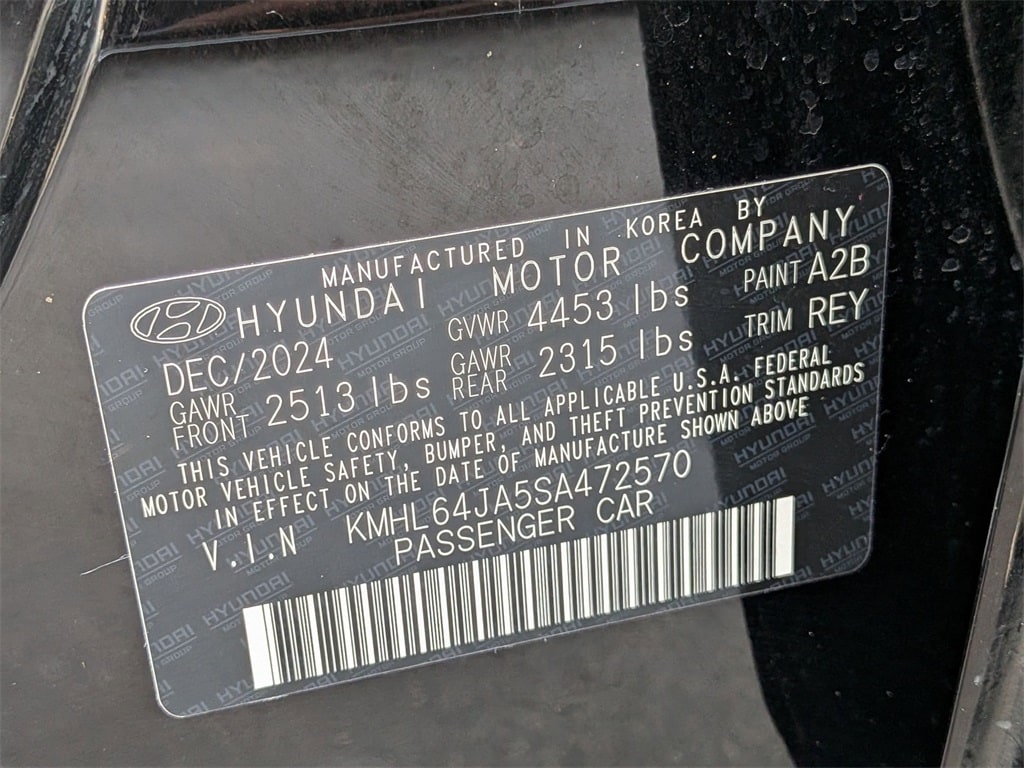 MANUFACTURED IN KOREA BY
HYUNDAI MOTOR COMPANY
DEC/2024 GVWR 4453 lbs PAINT A2B
GAWR FRONT 2513 lbs GAWR REAR 2315 lbs TRIM REY
THIS VEHICLE CONFORMS TO ALL APPLICABLE U.S.A. FEDERAL
MOTOR VEHICLE SAFETY, BUMPER, AND THEFT PREVENTION STANDARDS
IN EFFECT ON THE DATE OF MANUFACTURE SHOWN ABOVE
V.I.N KMHL64JA5SA472570
PASSENGER CAR